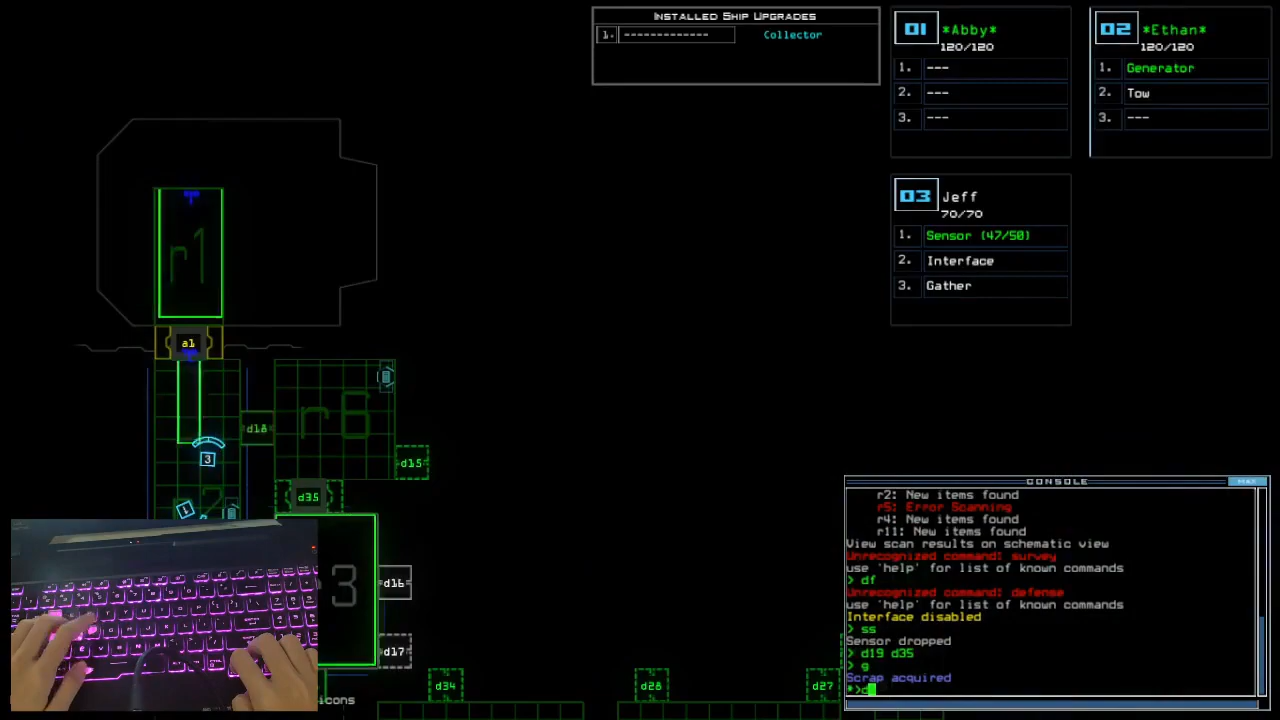 INSTALLED SHIP UPGRADES
1. ------------- Collector
01 *Abby*
120/120
1. ---
2. ---
3. ---
02 *Ethan*
120/120
1. Generator
2. Tow
3. ---
03 Jeff
70/70
1. Sensor (47/50)
2. Interface
3. Gather
r1
a1
r6
d18
d15
3
1
d35
3
d16
d17
d34
d28
d27
icons
CONSOLE
r2: New items found
r5: Error Scanning
r4: New items found
r11: New items found
View scan results on schematic view
Unrecognized command: survey
use 'help' for list of known commands
> df
Unrecognized command: defense
use 'help' for list of known commands
Interface disabled
> ss
Sensor dropped
> d19 d35
> g
Scrap acquired
*>d